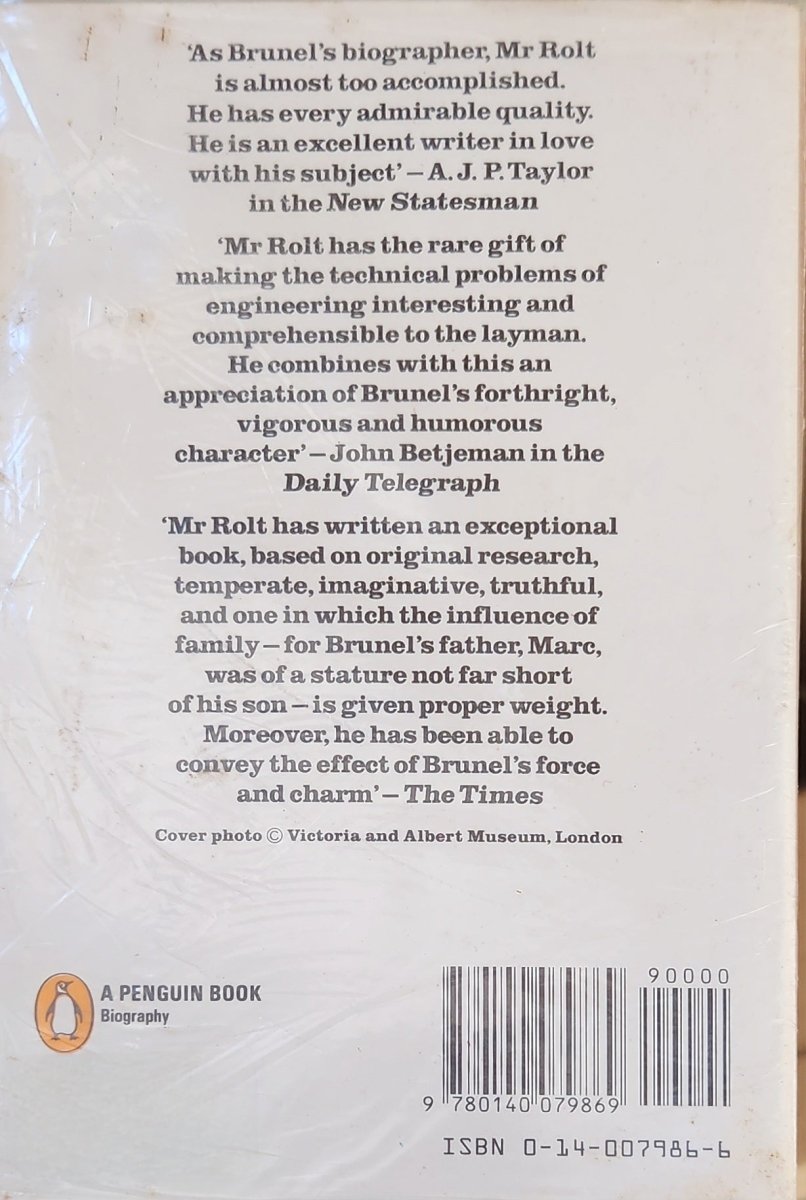 ‘As Brunel’s biographer, Mr Rolt
is almost too accomplished.
He has every admirable quality.
He is an excellent writer in love
with his subject’ – A. J. P. Taylor
in the New Statesman
‘Mr Rolt has the rare gift of
making the technical problems of
engineering interesting and
comprehensible to the layman.
He combines with this an
appreciation of Brunel’s forthright,
vigorous and humorous
character’ – John Betjeman in the
Daily Telegraph
‘Mr Rolt has written an exceptional
book, based on original research,
temperate, imaginative, truthful,
and one in which the influence of
family – for Brunel’s father, Marc,
was of a stature not far short
of his son – is given proper weight.
Moreover, he has been able to
convey the effect of Brunel’s force
and charm’ – The Times
Cover photo © Victoria and Albert Museum, London
A PENGUIN BOOK
Biography
90000
9 780140 079869
ISBN 0-14-007986-6